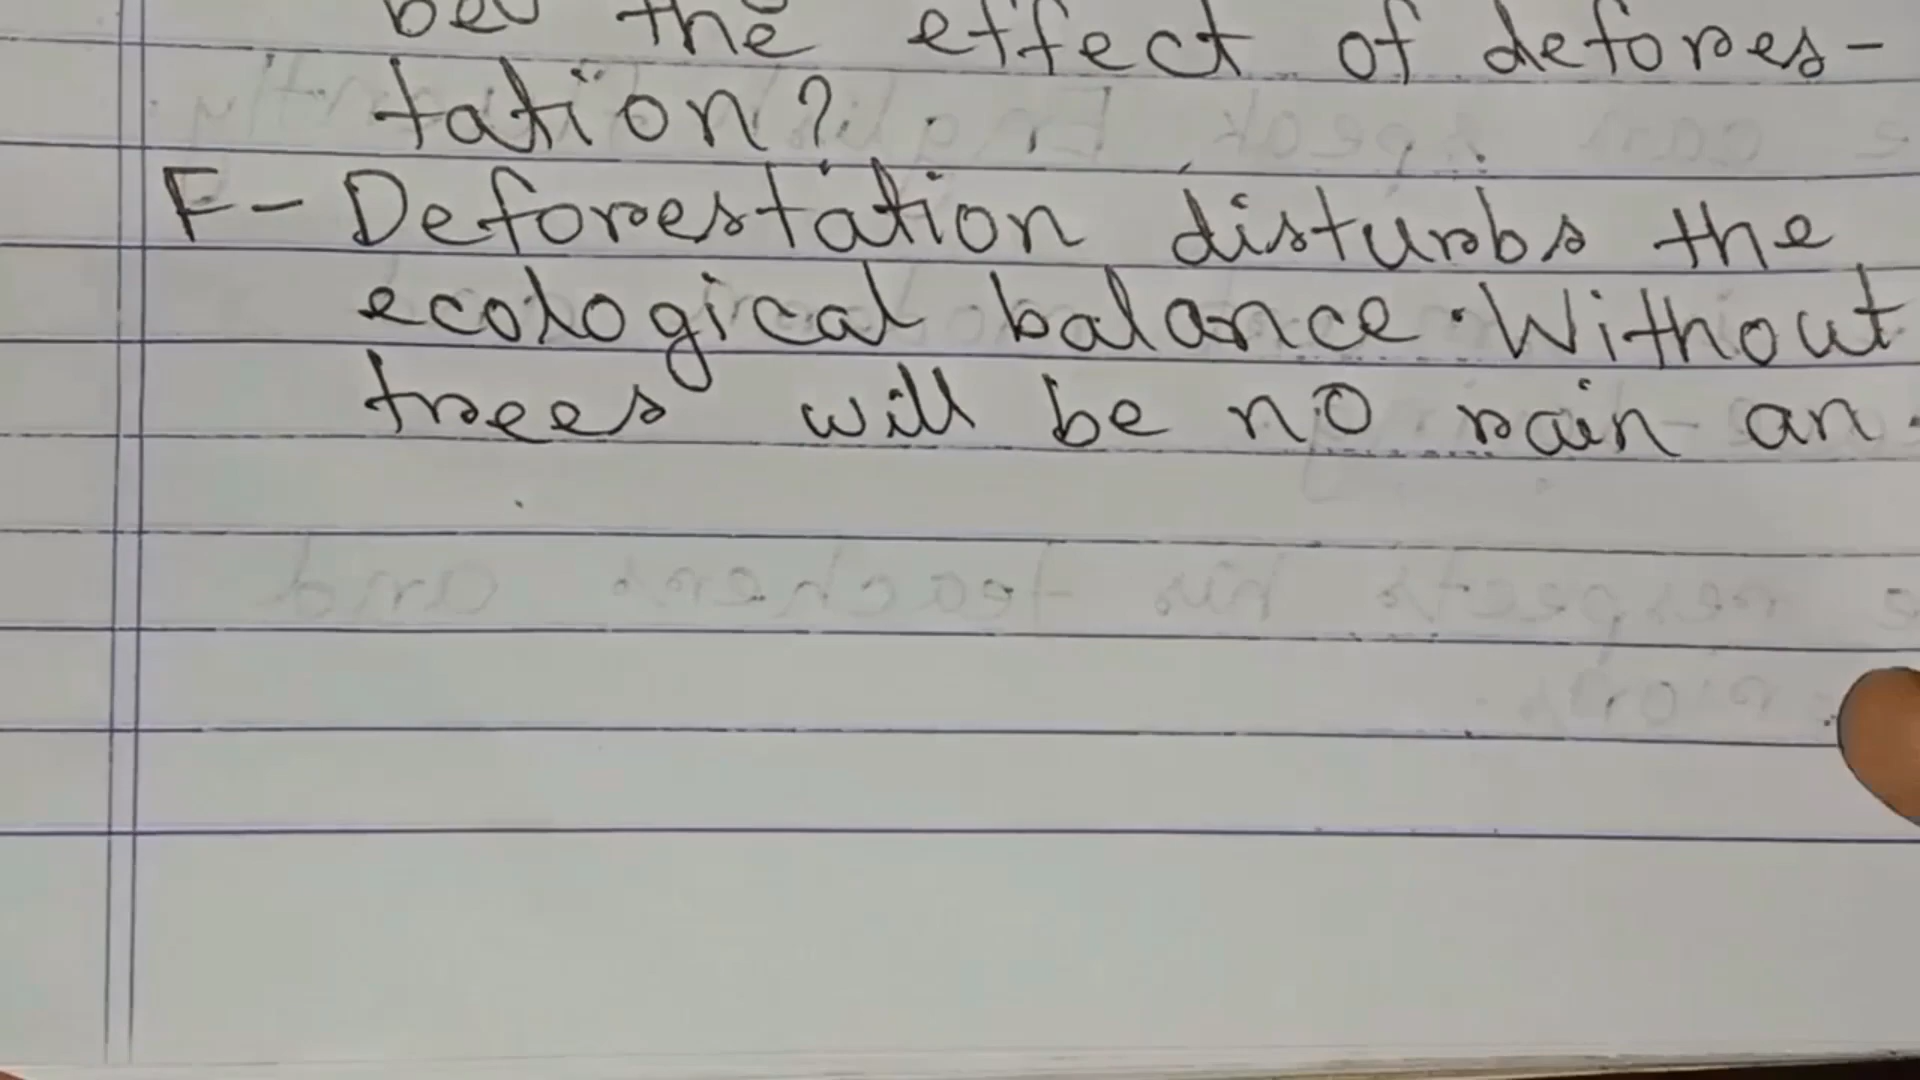 the effect of defores-
tation?
F- Deforestation disturbs the
ecological balance. Without
trees will be no rain an